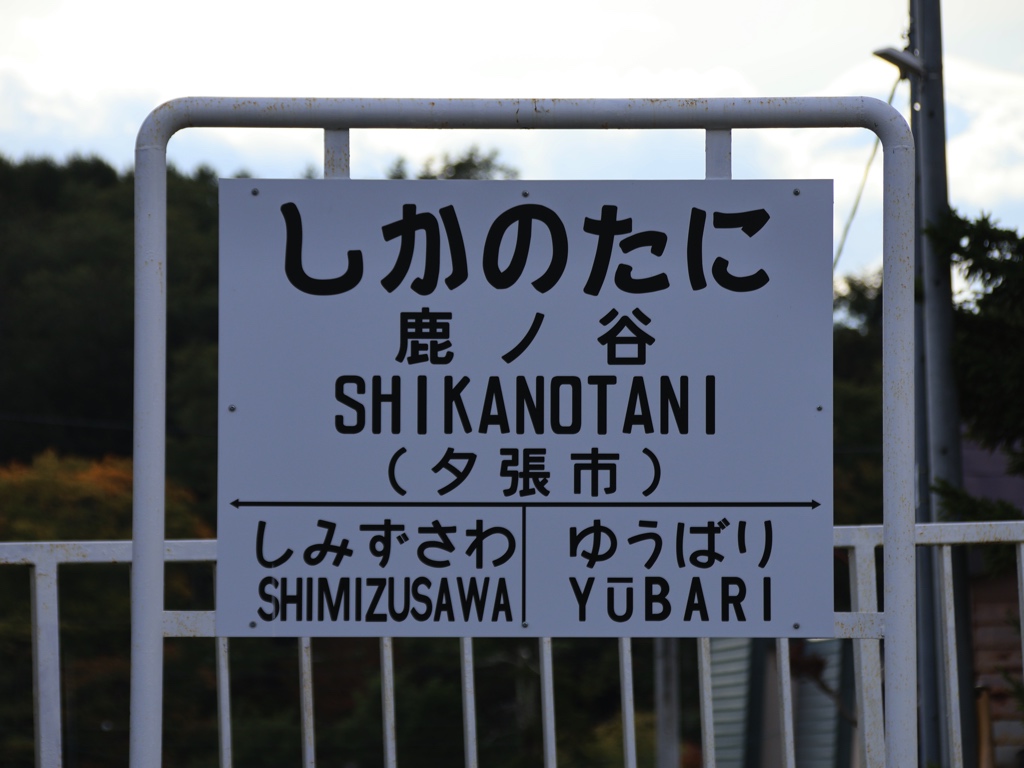 しかのたに
鹿ノ谷
SHIKANOTANI
(夕張市)
しみずさわ ゆうばり
SHIMIZUSAWA YŪBARI